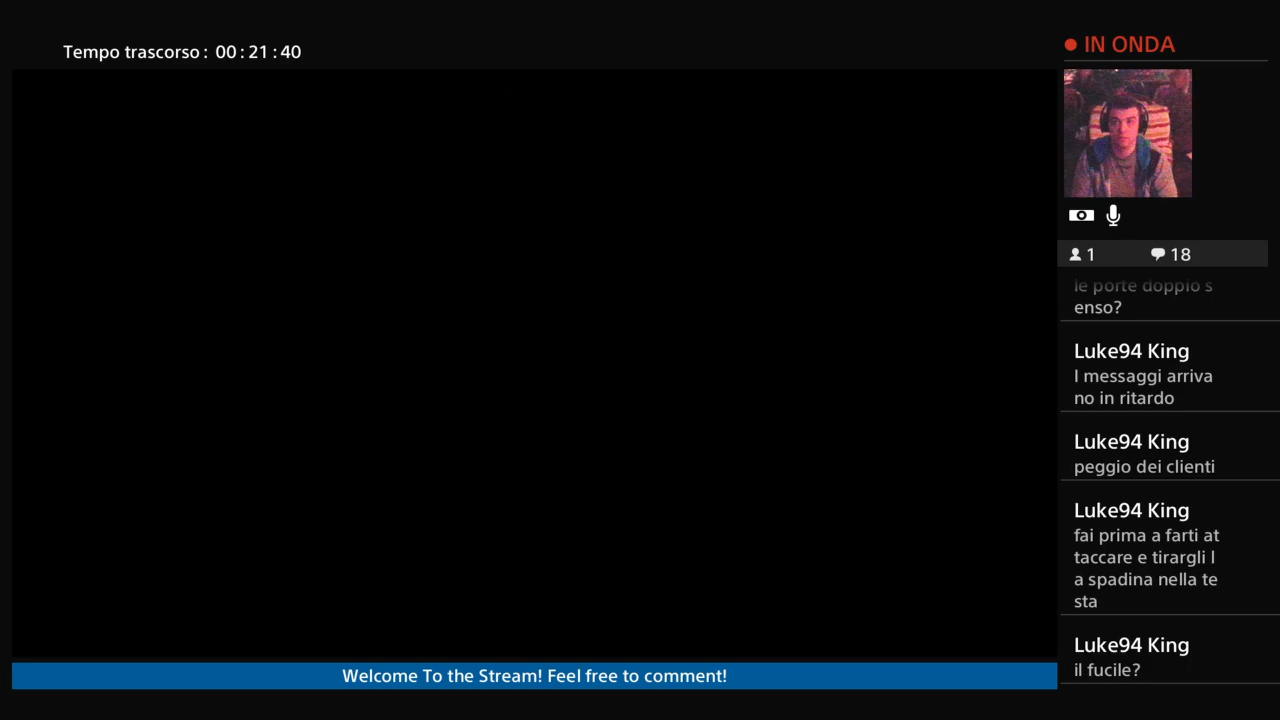 Tempo trascorso : 00 : 21 : 40
IN ONDA
1 18
le porte doppio s
enso?
Luke94 King
I messaggi arriva
no in ritardo
Luke94 King
peggio dei clienti
Luke94 King
fai prima a farti at
taccare e tirargli l
a spadina nella te
sta
Luke94 King
il fucile?
Welcome To the Stream! Feel free to comment!